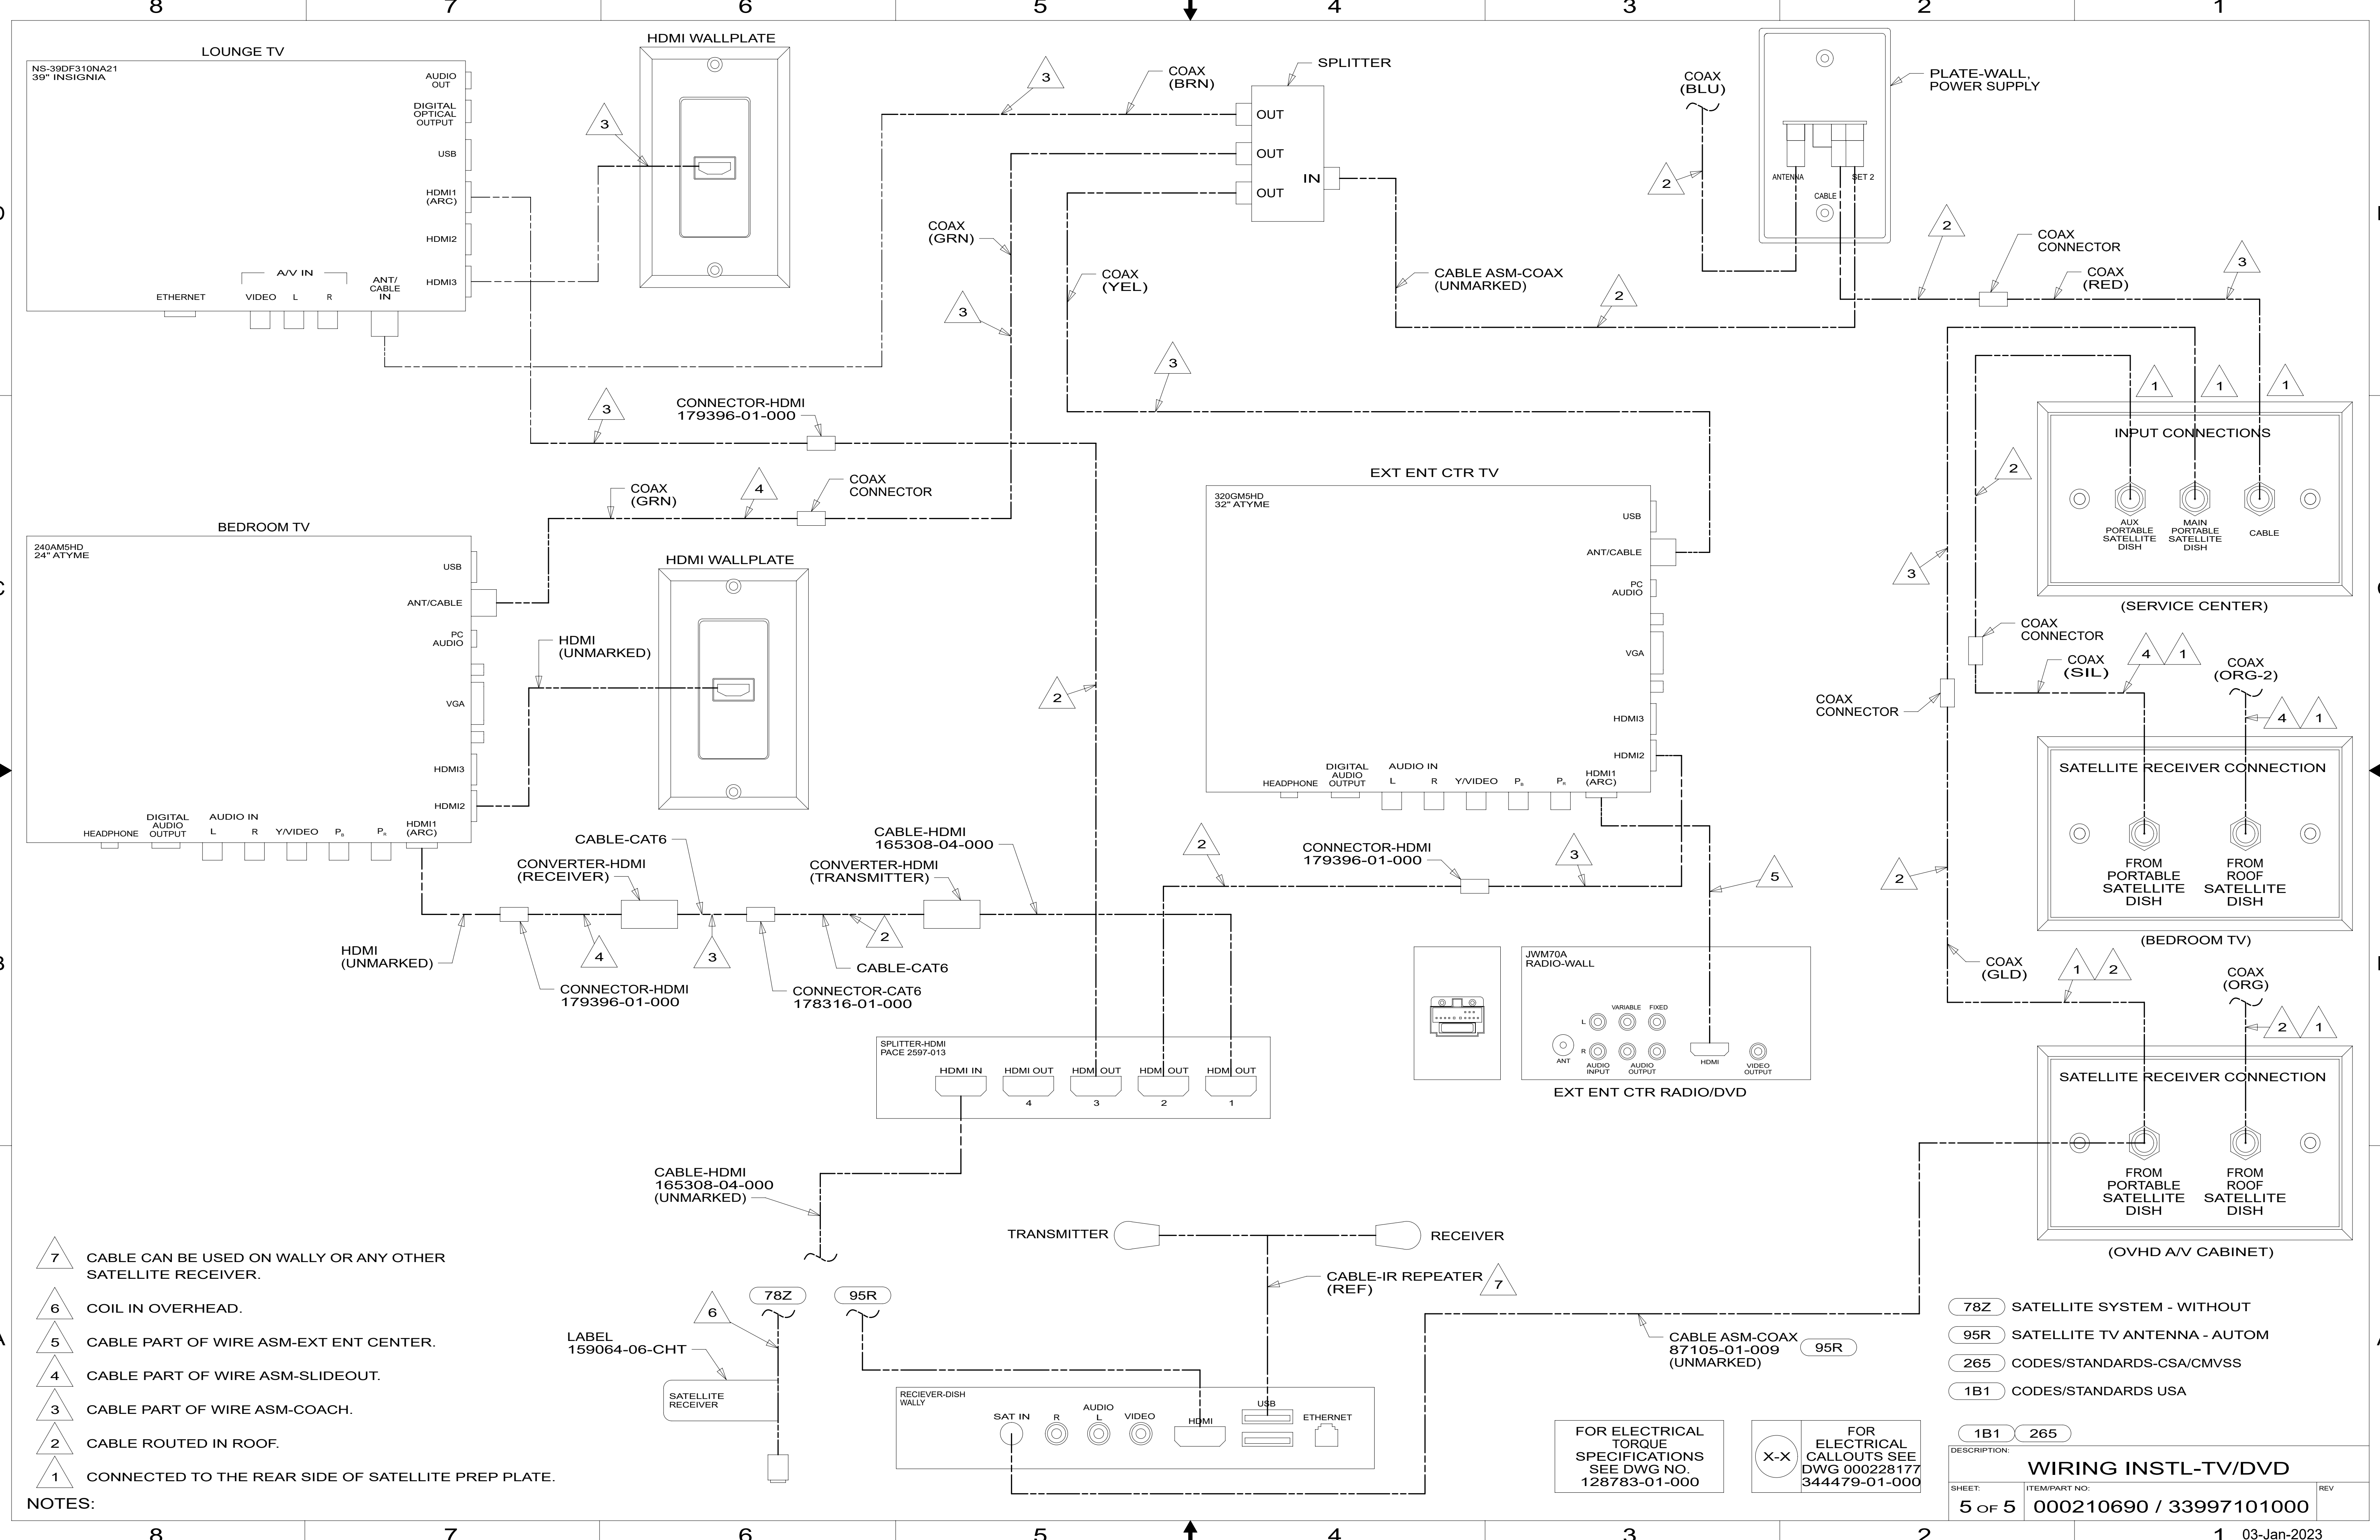 8 7 6 5 4 3 2 1
LOUNGE TV
NS-39DF310NA21
39" INSIGNIA
AUDIO
OUT
DIGITAL
OPTICAL
OUTPUT
USB
HDMI1
(ARC)
HDMI2
HDMI3
A/V IN
ANT/
CABLE
IN
ETHERNET
VIDEO L R
HDMI WALLPLATE
3
3
COAX
(BRN)
SPLITTER
OUT
OUT
OUT
IN
COAX
(BLU)
2
PLATE-WALL,
POWER SUPPLY
ANTENNA
SET 2
CABLE
2
COAX
CONNECTOR
COAX
(RED)
3
D
COAX
(GRN)
3
COAX
(YEL)
CABLE ASM-COAX
(UNMARKED)
2
3
3
CONNECTOR-HDMI
179396-01-000
1 1 1
INPUT CONNECTIONS
AUX
PORTABLE
SATELLITE
DISH
MAIN
PORTABLE
SATELLITE
DISH
CABLE
(SERVICE CENTER)
2
3
COAX
(GRN)
4
COAX
CONNECTOR
BEDROOM TV
240AM5HD
24" ATYME
USB
ANT/CABLE
PC
AUDIO
VGA
HDMI3
HDMI2
HDMI1
(ARC)
HEADPHONE
DIGITAL
AUDIO
OUTPUT
AUDIO IN
L R Y/VIDEO PB PR
HDMI WALLPLATE
HDMI
(UNMARKED)
2
EXT ENT CTR TV
320GM5HD
32" ATYME
USB
ANT/CABLE
PC
AUDIO
VGA
HDMI3
HDMI2
HDMI1
(ARC)
HEADPHONE
DIGITAL
AUDIO
OUTPUT
AUDIO IN
L R Y/VIDEO PB PR
C
COAX
CONNECTOR
COAX
(SIL)
4 1
COAX
(ORG-2)
4 1
COAX
CONNECTOR
SATELLITE RECEIVER CONNECTION
FROM
PORTABLE
SATELLITE
DISH
FROM
ROOF
SATELLITE
DISH
(BEDROOM TV)
2
COAX
(GLD)
1 2
COAX
(ORG)
2 1
SATELLITE RECEIVER CONNECTION
FROM
PORTABLE
SATELLITE
DISH
FROM
ROOF
SATELLITE
DISH
(OVHD A/V CABINET)
CABLE-CAT6
CONVERTER-HDMI
(RECEIVER)
CABLE-HDMI
165308-04-000
CONVERTER-HDMI
(TRANSMITTER)
HDMI
(UNMARKED)
4
3
2
CABLE-CAT6
CONNECTOR-HDMI
179396-01-000
CONNECTOR-CAT6
178316-01-000
2
CONNECTOR-HDMI
179396-01-000
3
5
B
B
JWM70A
RADIO-WALL
VARIABLE FIXED
L
R
ANT
AUDIO
INPUT
AUDIO
OUTPUT
HDMI
VIDEO
OUTPUT
EXT ENT CTR RADIO/DVD
SPLITTER-HDMI
PACE 2597-013
HDMI IN HDMI OUT HDMI OUT HDMI OUT HDMI OUT
4 3 2 1
CABLE-HDMI
165308-04-000
(UNMARKED)
TRANSMITTER
RECEIVER
CABLE-IR REPEATER
(REF)
7
78Z 95R
6
LABEL
159064-06-CHT
SATELLITE
RECEIVER
CABLE ASM-COAX
87105-01-009
(UNMARKED)
95R
RECIEVER-DISH
WALLY
SAT IN
AUDIO
R L VIDEO
HDMI
USB
ETHERNET
7 CABLE CAN BE USED ON WALLY OR ANY OTHER
SATELLITE RECEIVER.
6 COIL IN OVERHEAD.
5 CABLE PART OF WIRE ASM-EXT ENT CENTER.
4 CABLE PART OF WIRE ASM-SLIDEOUT.
3 CABLE PART OF WIRE ASM-COACH.
2 CABLE ROUTED IN ROOF.
1 CONNECTED TO THE REAR SIDE OF SATELLITE PREP PLATE.
NOTES:
78Z SATELLITE SYSTEM - WITHOUT
95R SATELLITE TV ANTENNA - AUTOM
265 CODES/STANDARDS-CSA/CMVSS
1B1 CODES/STANDARDS USA
FOR ELECTRICAL
TORQUE
SPECIFICATIONS
SEE DWG NO.
128783-01-000
X-X
FOR
ELECTRICAL
CALLOUTS SEE
DWG 000228177
344479-01-000
1B1 265
DESCRIPTION:
WIRING INSTL-TV/DVD
SHEET:
5 OF 5
ITEM/PART NO:
000210690 / 33997101000
REV
8 7 6 5 4 3 2 1
03-Jan-2023